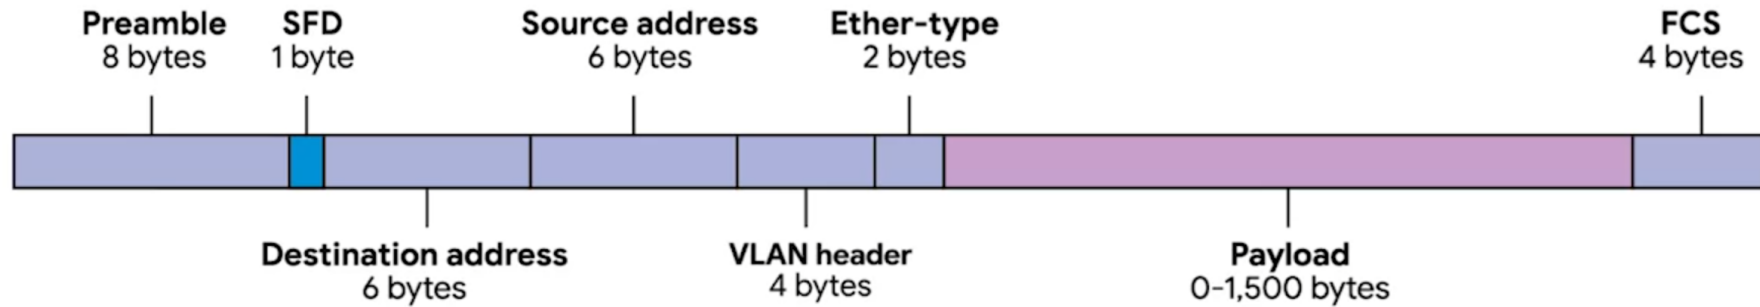 Preamble
8 bytes
SFD
1 byte
Source address
6 bytes
Ether-type
2 bytes
FCS
4 bytes
Destination address
6 bytes
VLAN header
4 bytes
Payload
0-1,500 bytes